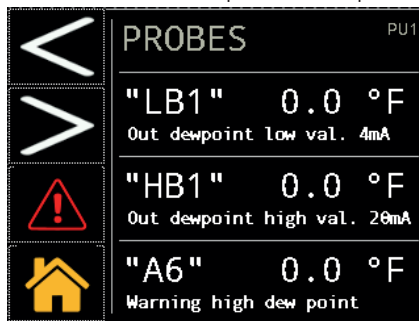 PROBES PU1
"LB1" 0.0 °F
Out dewpoint low val. 4mA
"HB1" 0.0 °F
Out dewpoint high val. 20mA
"A6" 0.0 °F
Warning high dew point